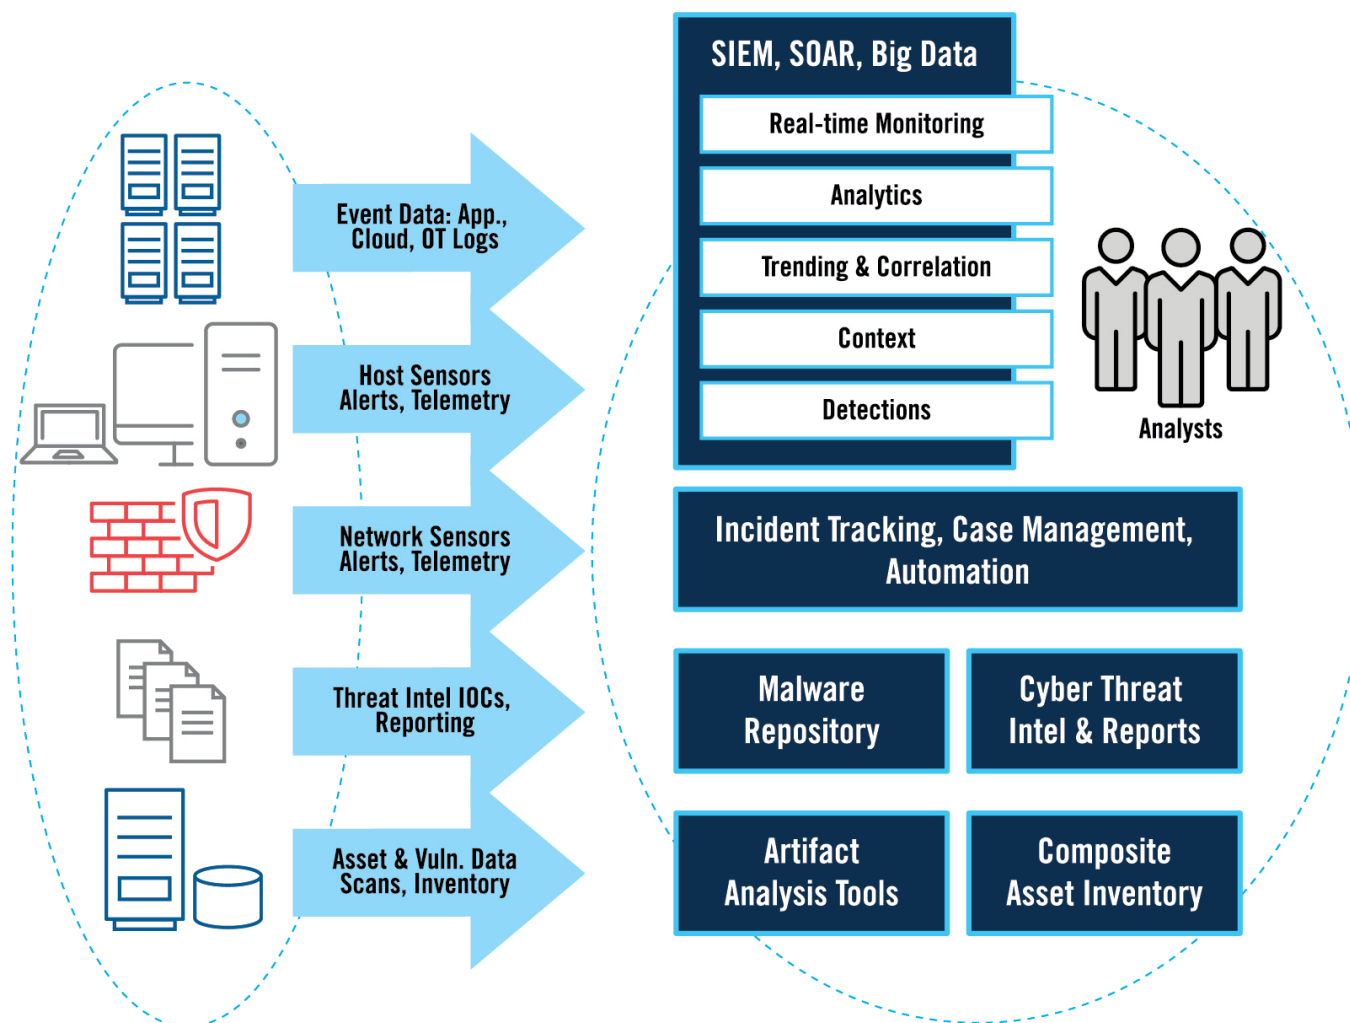 SIEM, SOAR, Big Data
Real-time Monitoring
Analytics
Trending & Correlation
Context
Detections
Analysts
Event Data: App.,
Cloud, OT Logs
Host Sensors
Alerts, Telemetry
Network Sensors
Alerts, Telemetry
Threat Intel IOCs,
Reporting
Asset & Vuln. Data
Scans, Inventory
Incident Tracking, Case Management,
Automation
Malware
Repository
Cyber Threat
Intel & Reports
Artifact
Analysis Tools
Composite
Asset Inventory